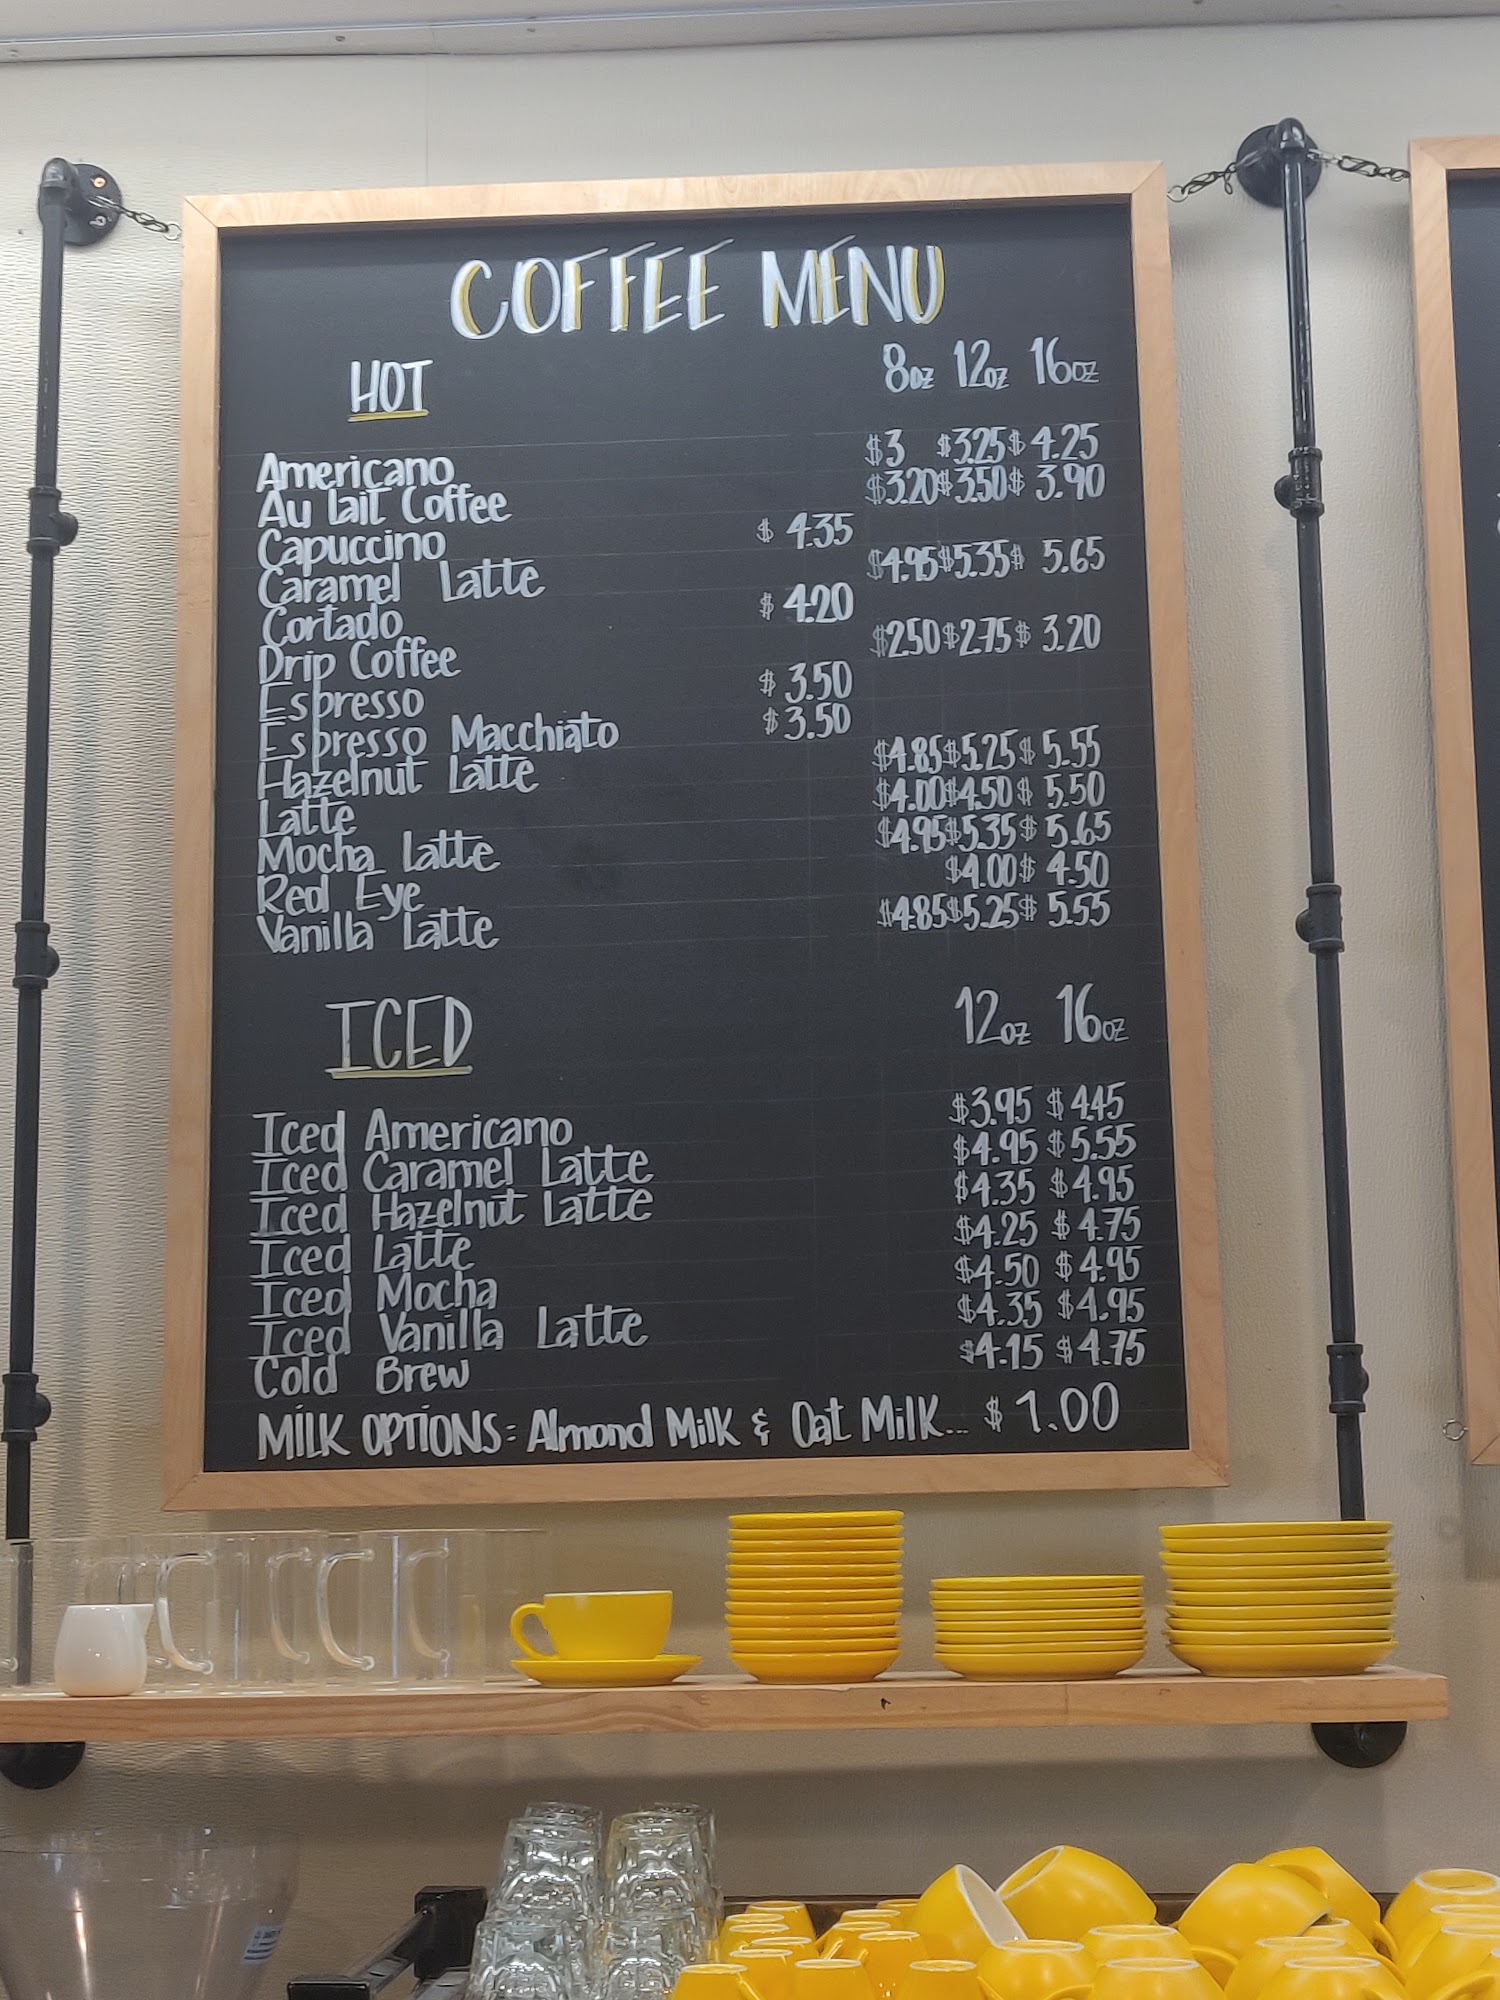 COFFEE MENU
HOT 8oz 12oz 16oz
Americano $3 $3.25 $4.25
Au lait Coffee $3.20 $3.50 $3.90
Capuccino $4.35
Caramel Latte $4.95 $5.35 $5.65
Cortado $4.20
Drip Coffee $2.50 $2.75 $3.20
Espresso $3.50
Espresso Macchiato $3.50
Hazelnut Latte $4.85 $5.25 $5.55
Latte $4.00 $4.50 $5.50
Mocha Latte $4.95 $5.35 $5.65
Red Eye $4.00 $4.50
Vanilla Latte $4.85 $5.25 $5.55
ICED 12oz 16oz
Iced Americano $3.95 $4.45
Iced Caramel Latte $4.95 $5.55
Iced Hazelnut Latte $4.35 $4.95
Iced Latte $4.25 $4.75
Iced Mocha $4.50 $4.95
Iced Vanilla Latte $4.35 $4.95
Cold Brew $4.15 $4.75
MILK OPTIONS: Almond Milk & Oat Milk... $1.00